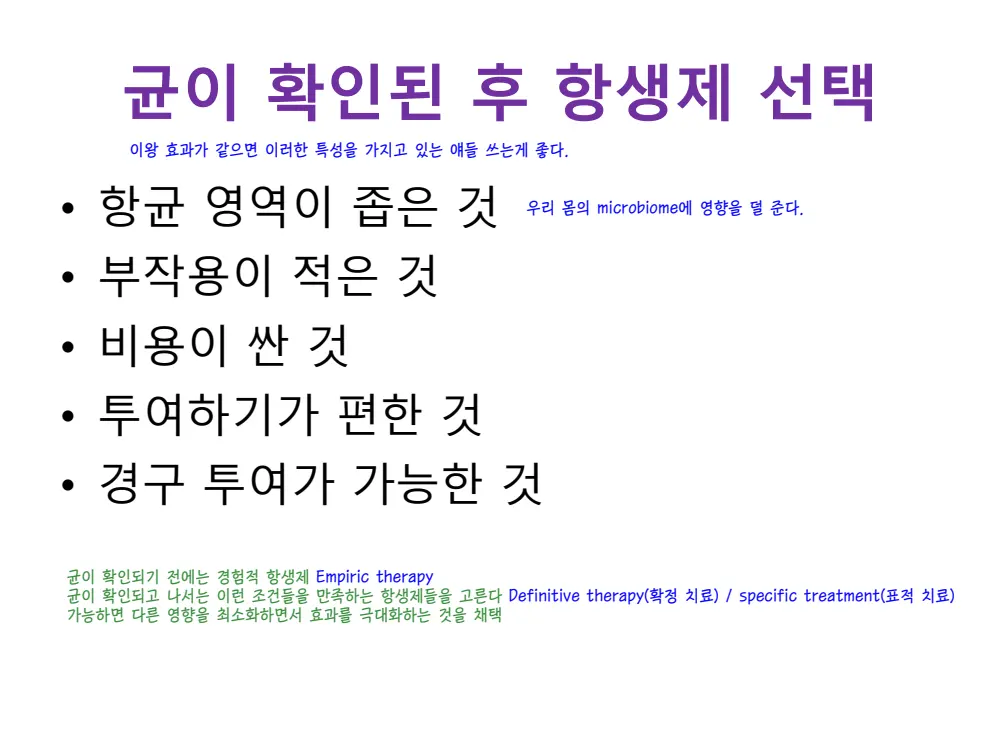 균이 확인된 후 항생제 선택
이왕 효과가 같으면 이러한 특성을 가지고 있는 얘들 쓰는게 좋다.
• 항균 영역이 좁은 것 우리 몸의 microbiome에 영향을 덜 준다.
• 부작용이 적은 것
• 비용이 싼 것
• 투여하기가 편한 것
• 경구 투여가 가능한 것
균이 확인되기 전에는 경험적 항생제 Empiric therapy
균이 확인되고 나서는 이런 조건들을 만족하는 항생제들을 고른다 Definitive therapy(확정 치료) / specific treatment(표적 치료)
가능하면 다른 영향을 최소화하면서 효과를 극대화하는 것을 채택